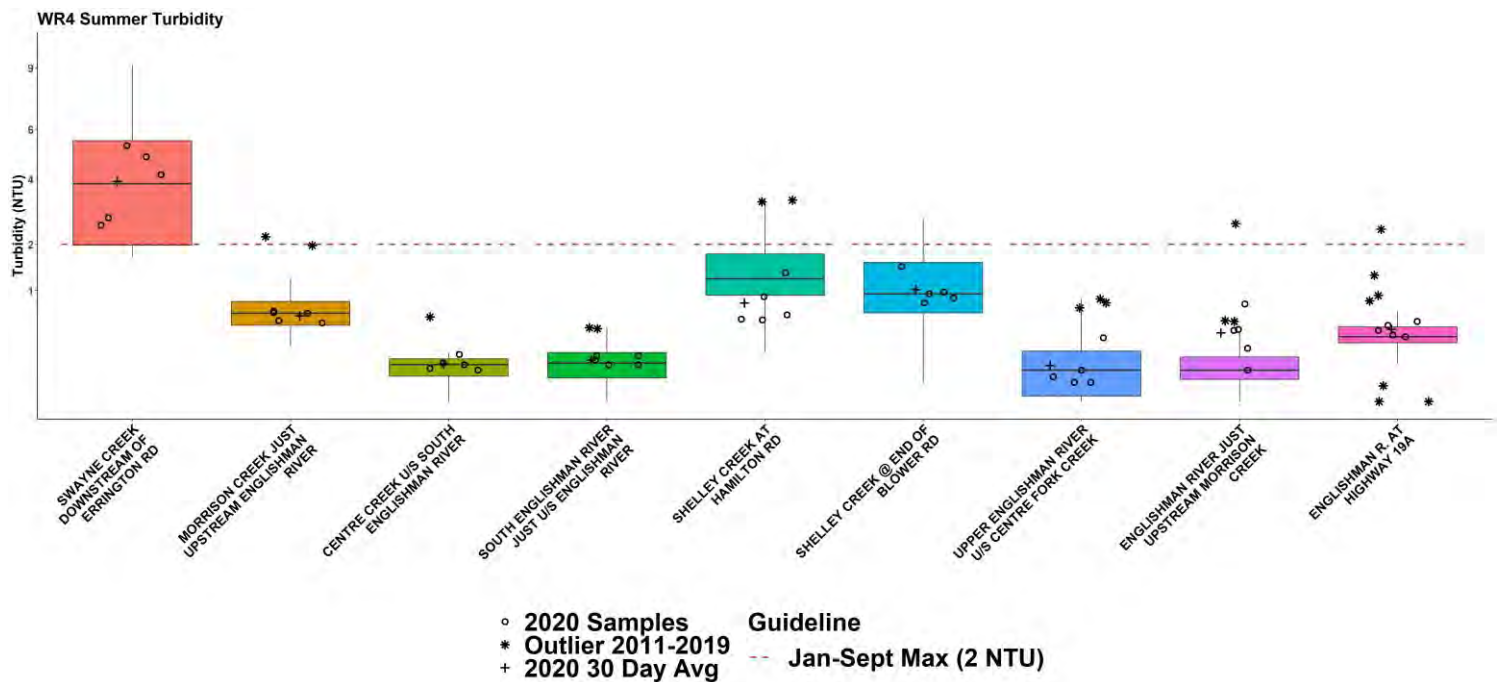 WR4 Summer Turbidity
Turbidity (NTU)
9
6
4
2
1
SWAYNE CREEK
DOWNSTREAM OF
ERRINGTON RD
MORRISON CREEK JUST
UPSTREAM ENGLISHMAN
RIVER
CENTRE CREEK U/S SOUTH
ENGLISHMAN RIVER
SOUTH ENGLISHMAN RIVER
JUST U/S ENGLISHMAN
RIVER
SHELLEY CREEK AT
HAMILTON RD
SHELLEY CREEK @ END OF
BLOWER RD
UPPER ENGLISHMAN RIVER
U/S CENTRE FORK CREEK
ENGLISHMAN RIVER JUST
UPSTREAM MORRISON
CREEK
ENGLISHMAN R. AT
HIGHWAY 19A
2020 Samples
Outlier 2011-2019
2020 30 Day Avg
Guideline
Jan-Sept Max (2 NTU)